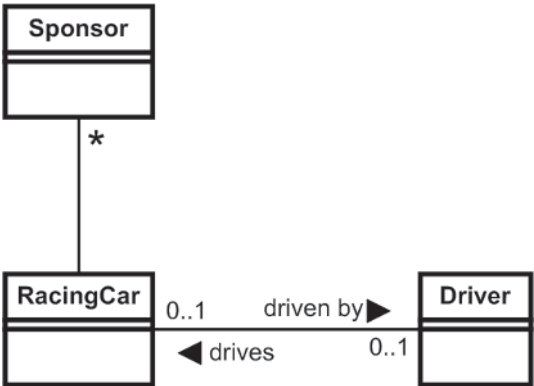 Sponsor
*
RacingCar
0..1
driven by▶
Driver
◀ drives
0..1